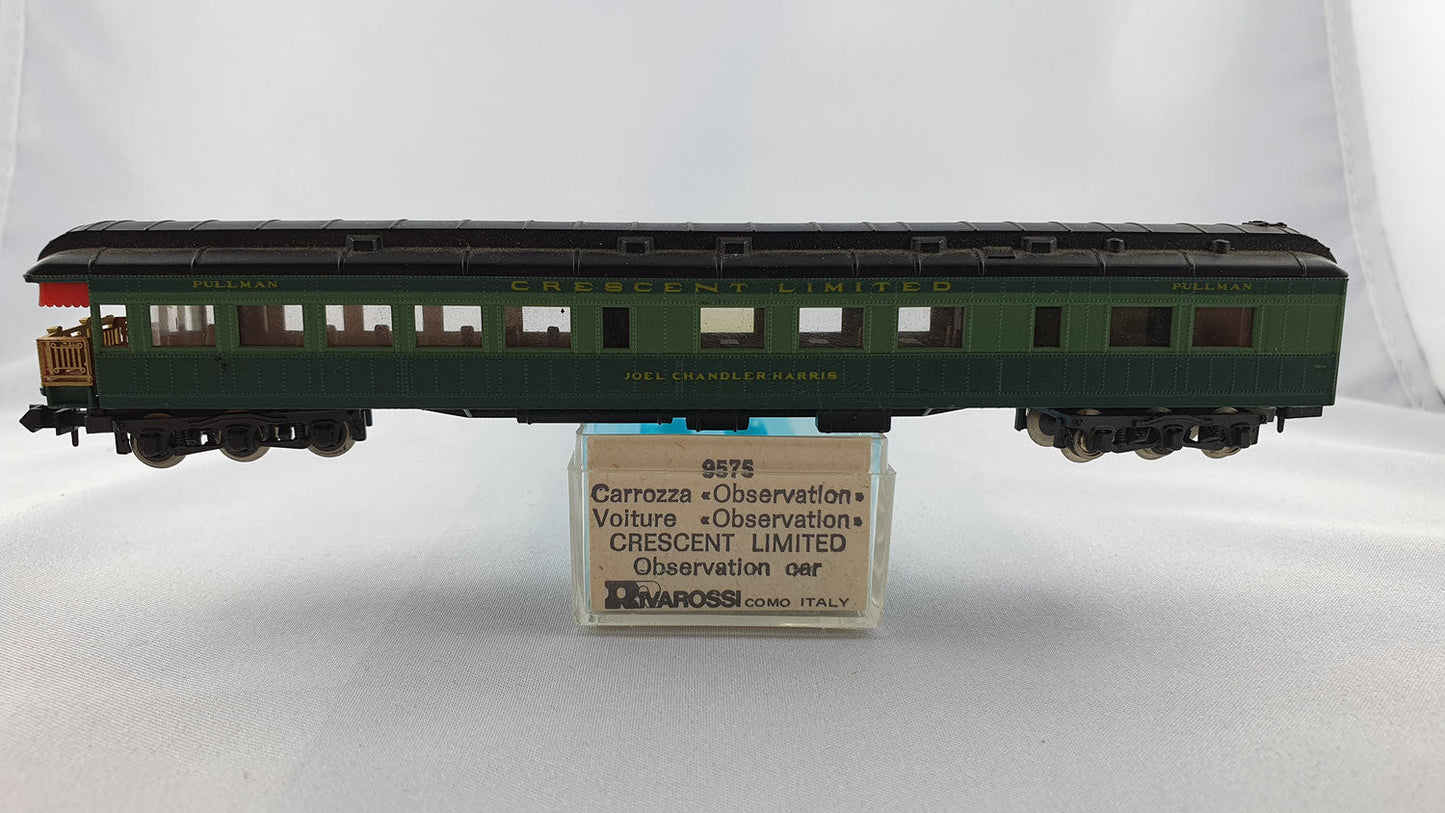 PULLMAN CRESCENT LIMITED PULLMAN
JOEL CHANDLER HARRIS
9575
Carrozza «Observation»
Voiture «Observation»
CRESCENT LIMITED
Observation car
RIVAROSSI COMO ITALY